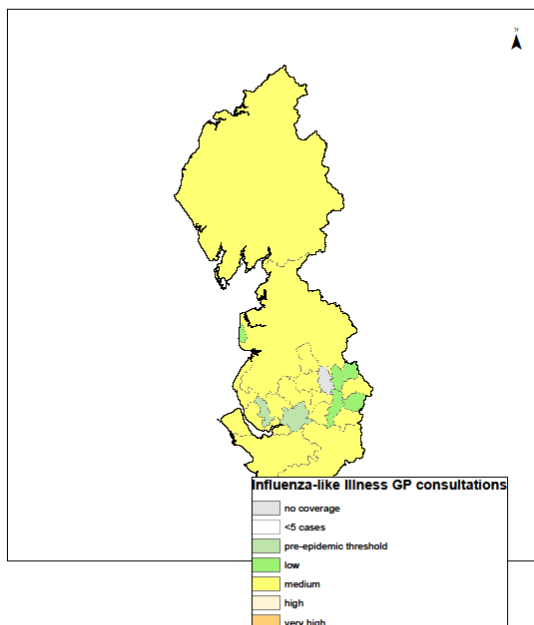 N
Influenza-like Illness GP consultations
no coverage
<5 cases
pre-epidemic threshold
low
medium
high
very high